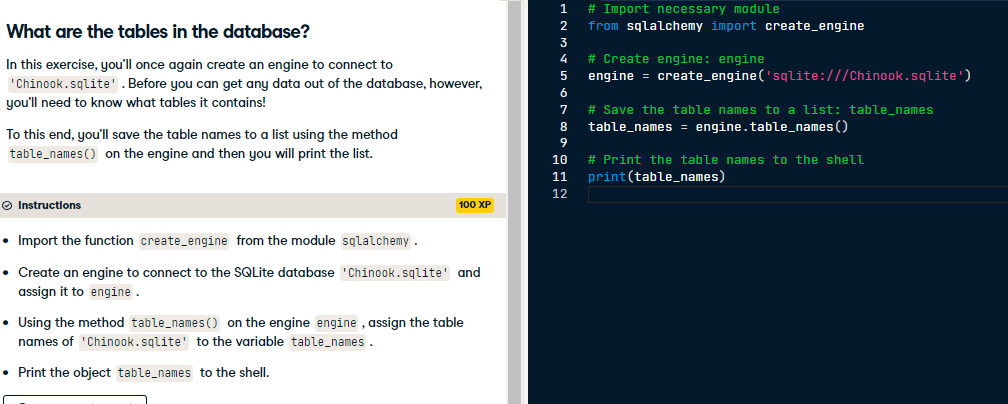 What are the tables in the database?
In this exercise, you'll once again create an engine to connect to
'Chinook.sqlite' . Before you can get any data out of the database, however,
you'll need to know what tables it contains!
To this end, you'll save the table names to a list using the method
table_names() on the engine and then you will print the list.
Instructions
100 XP
• Import the function create_engine from the module sqlalchemy .
• Create an engine to connect to the SQLite database 'Chinook.sqlite' and
assign it to engine .
• Using the method table_names() on the engine engine , assign the table
names of 'Chinook.sqlite' to the variable table_names .
• Print the object table_names to the shell.
1 # Import necessary module
2 from sqlalchemy import create_engine
3
4 # Create engine: engine
5 engine = create_engine('sqlite:///Chinook.sqlite')
6
7 # Save the table names to a list: table_names
8 table_names = engine.table_names()
9
10 # Print the table names to the shell
11 print(table_names)
12